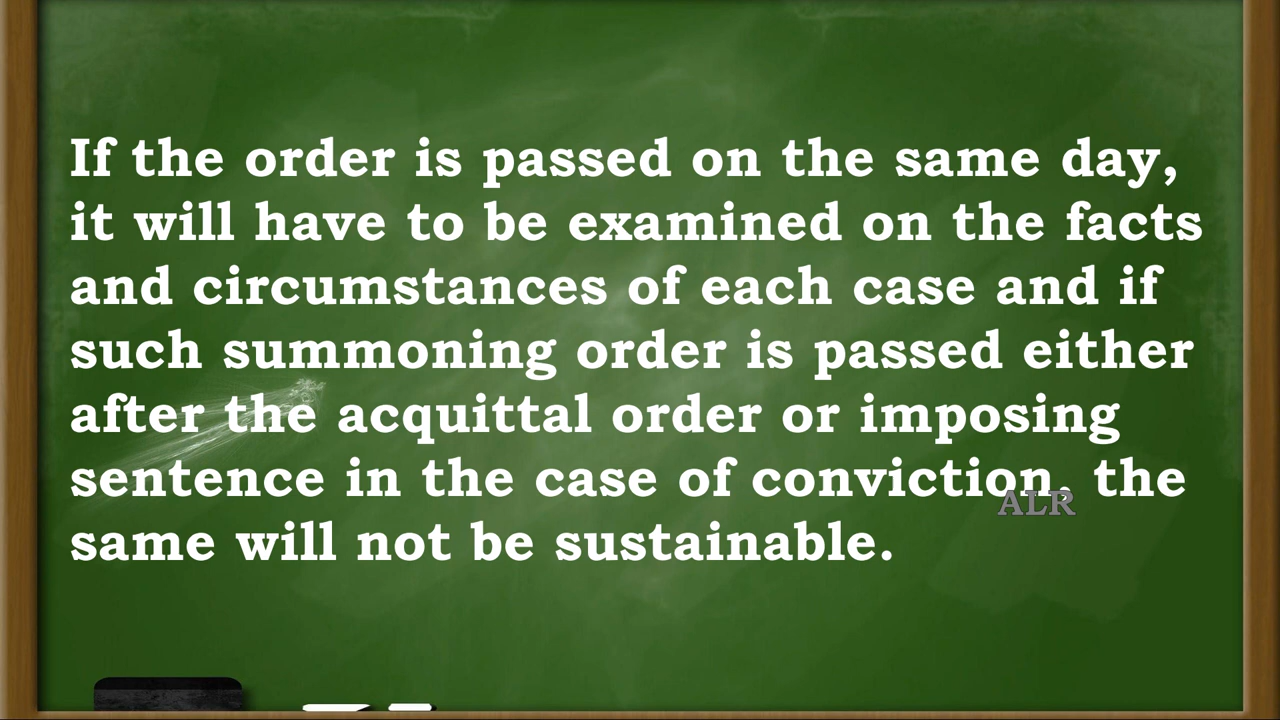 If the order is passed on the same day,
it will have to be examined on the facts
and circumstances of each case and if
such summoning order is passed either
after the acquittal order or imposing
sentence in the case of conviction, the
ALR
same will not be sustainable.